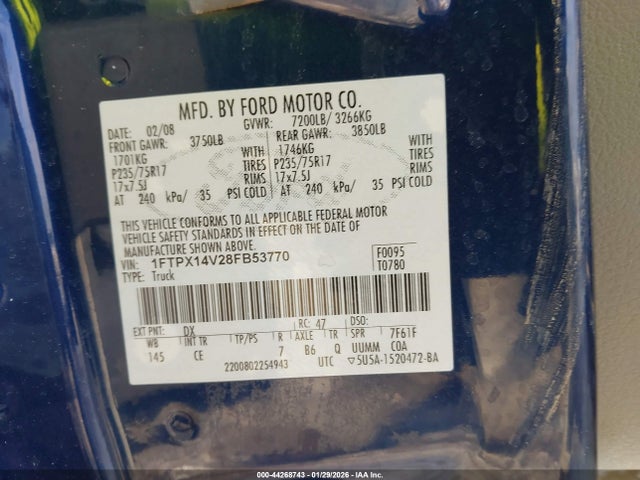 MFD. BY FORD MOTOR CO.
DATE: 02/08 GVWR: 7200LB/ 3266KG
FRONT GAWR: 3750LB REAR GAWR: 3850LB
1701KG WITH 1746KG WITH
P235/75R17 TIRES P235/75R17 TIRES
17x7.5J RIMS 17x7.5J RIMS
AT 240 kPa/ 35 PSI COLD AT 240 kPa/ 35 PSI COLD
THIS VEHICLE CONFORMS TO ALL APPLICABLE FEDERAL MOTOR
VEHICLE SAFETY STANDARDS IN EFFECT ON THE DATE OF
MANUFACTURE SHOWN ABOVE.
VIN: 1FTPX14V28FB53770 F0095
TYPE: Truck T0780
EXT PNT: DX RC: 47 DSO:
WB INT TR TP/PS R AXLE TR SPR 7F61F
145 CE 7 B6 Q UUMM COA
2200802254943 UTC ▽5U5A-1520472-BA
© 000-44268743 - 01/29/2026 - IAA Inc.